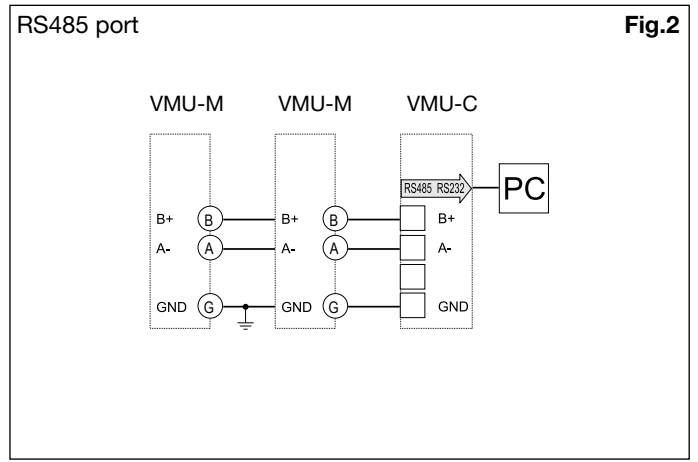 RS485 port Fig.2
VMU-M VMU-M VMU-C
RS485 RS232 PC
B+ B B+ B B+
A- A A- A A-
GND G GND G GND